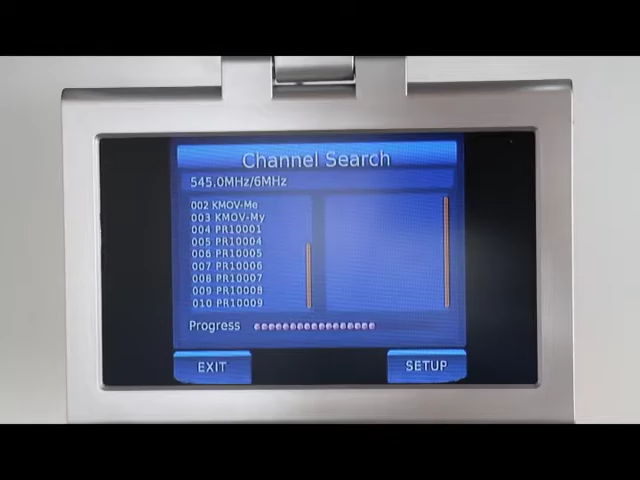 Channel Search
545.0MHz/6MHz
002 KMOV-Me
003 KMOV-My
004 PR10001
005 PR10004
006 PR10005
007 PR10006
008 PR10007
009 PR10008
010 PR10009
Progress
EXIT
SETUP